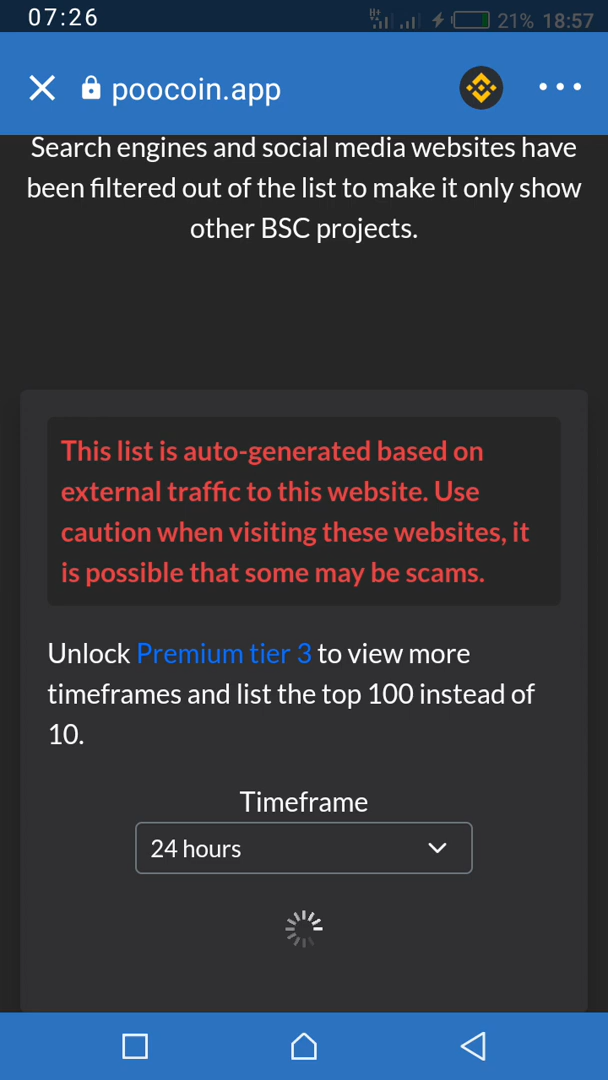 07:26 H+ 21% 18:57
poocoin.app
Search engines and social media websites have
been filtered out of the list to make it only show
other BSC projects.
This list is auto-generated based on
external traffic to this website. Use
caution when visiting these websites, it
is possible that some may be scams.
Unlock Premium tier 3 to view more
timeframes and list the top 100 instead of
10.
Timeframe
24 hours